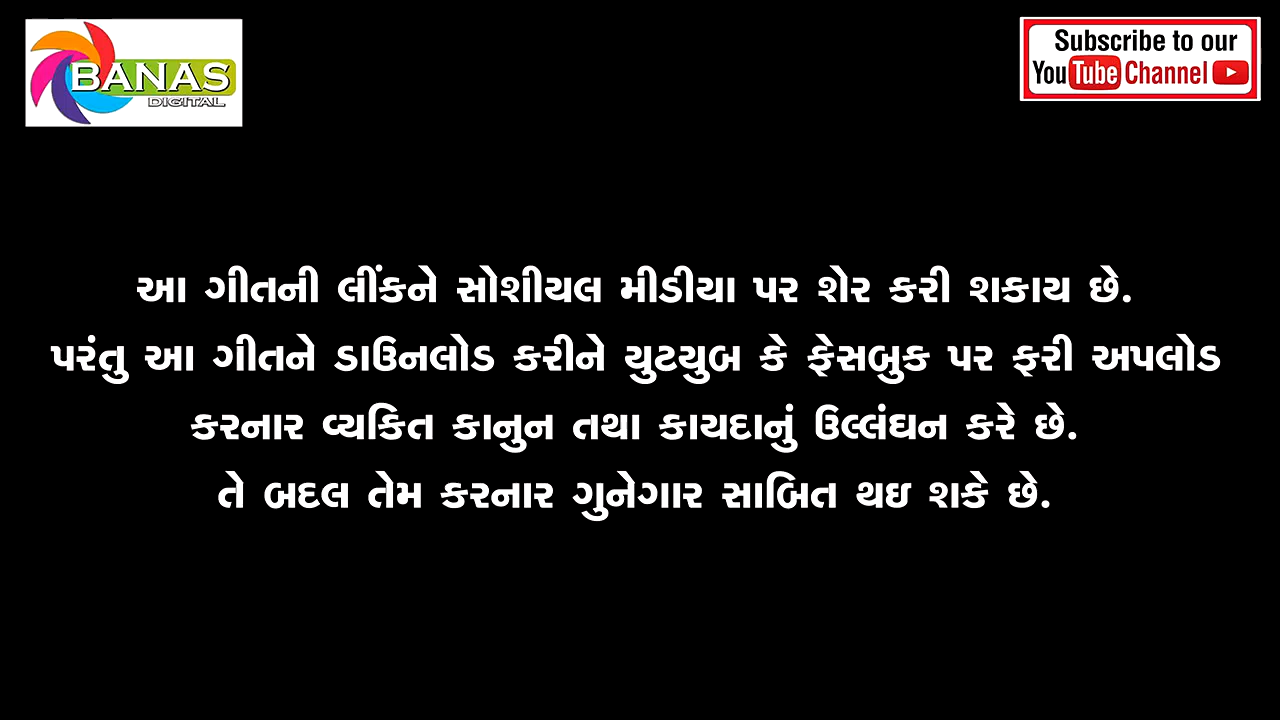 BANAS
DIGITAL
Subscribe to our
YouTube Channel
આ ગીતની લીંકને સોશીયલ મીડીયા પર શેર કરી શકાય છે.
પરંતુ આ ગીતને ડાઉનલોડ કરીને યુટયુબ કે ફેસબુક પર ફરી અપલોડ
કરનાર વ્યકિત કાનુન તથા કાયદાનું ઉલ્લંઘન કરે છે.
તે બદલ તેમ કરનાર ગુનેગાર સાબિત થઇ શકે છે.